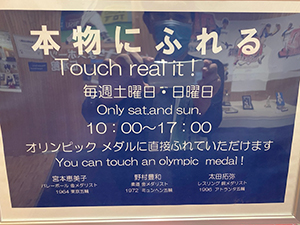 本物にふれる
Touch real it!
毎週土曜日・日曜日
Only sat.and sun.
10:00〜17:00
オリンピック メダルに直接ふれていただけます
You can touch an olympic medal!
宮本恵美子 野村豊和 太田拓弥
バレーボール 金メダリスト 柔道 金メダリスト レスリング 銅メダリスト
1964 東京五輪 1972 ミュンヘン五輪 1996 アトランタ五輪